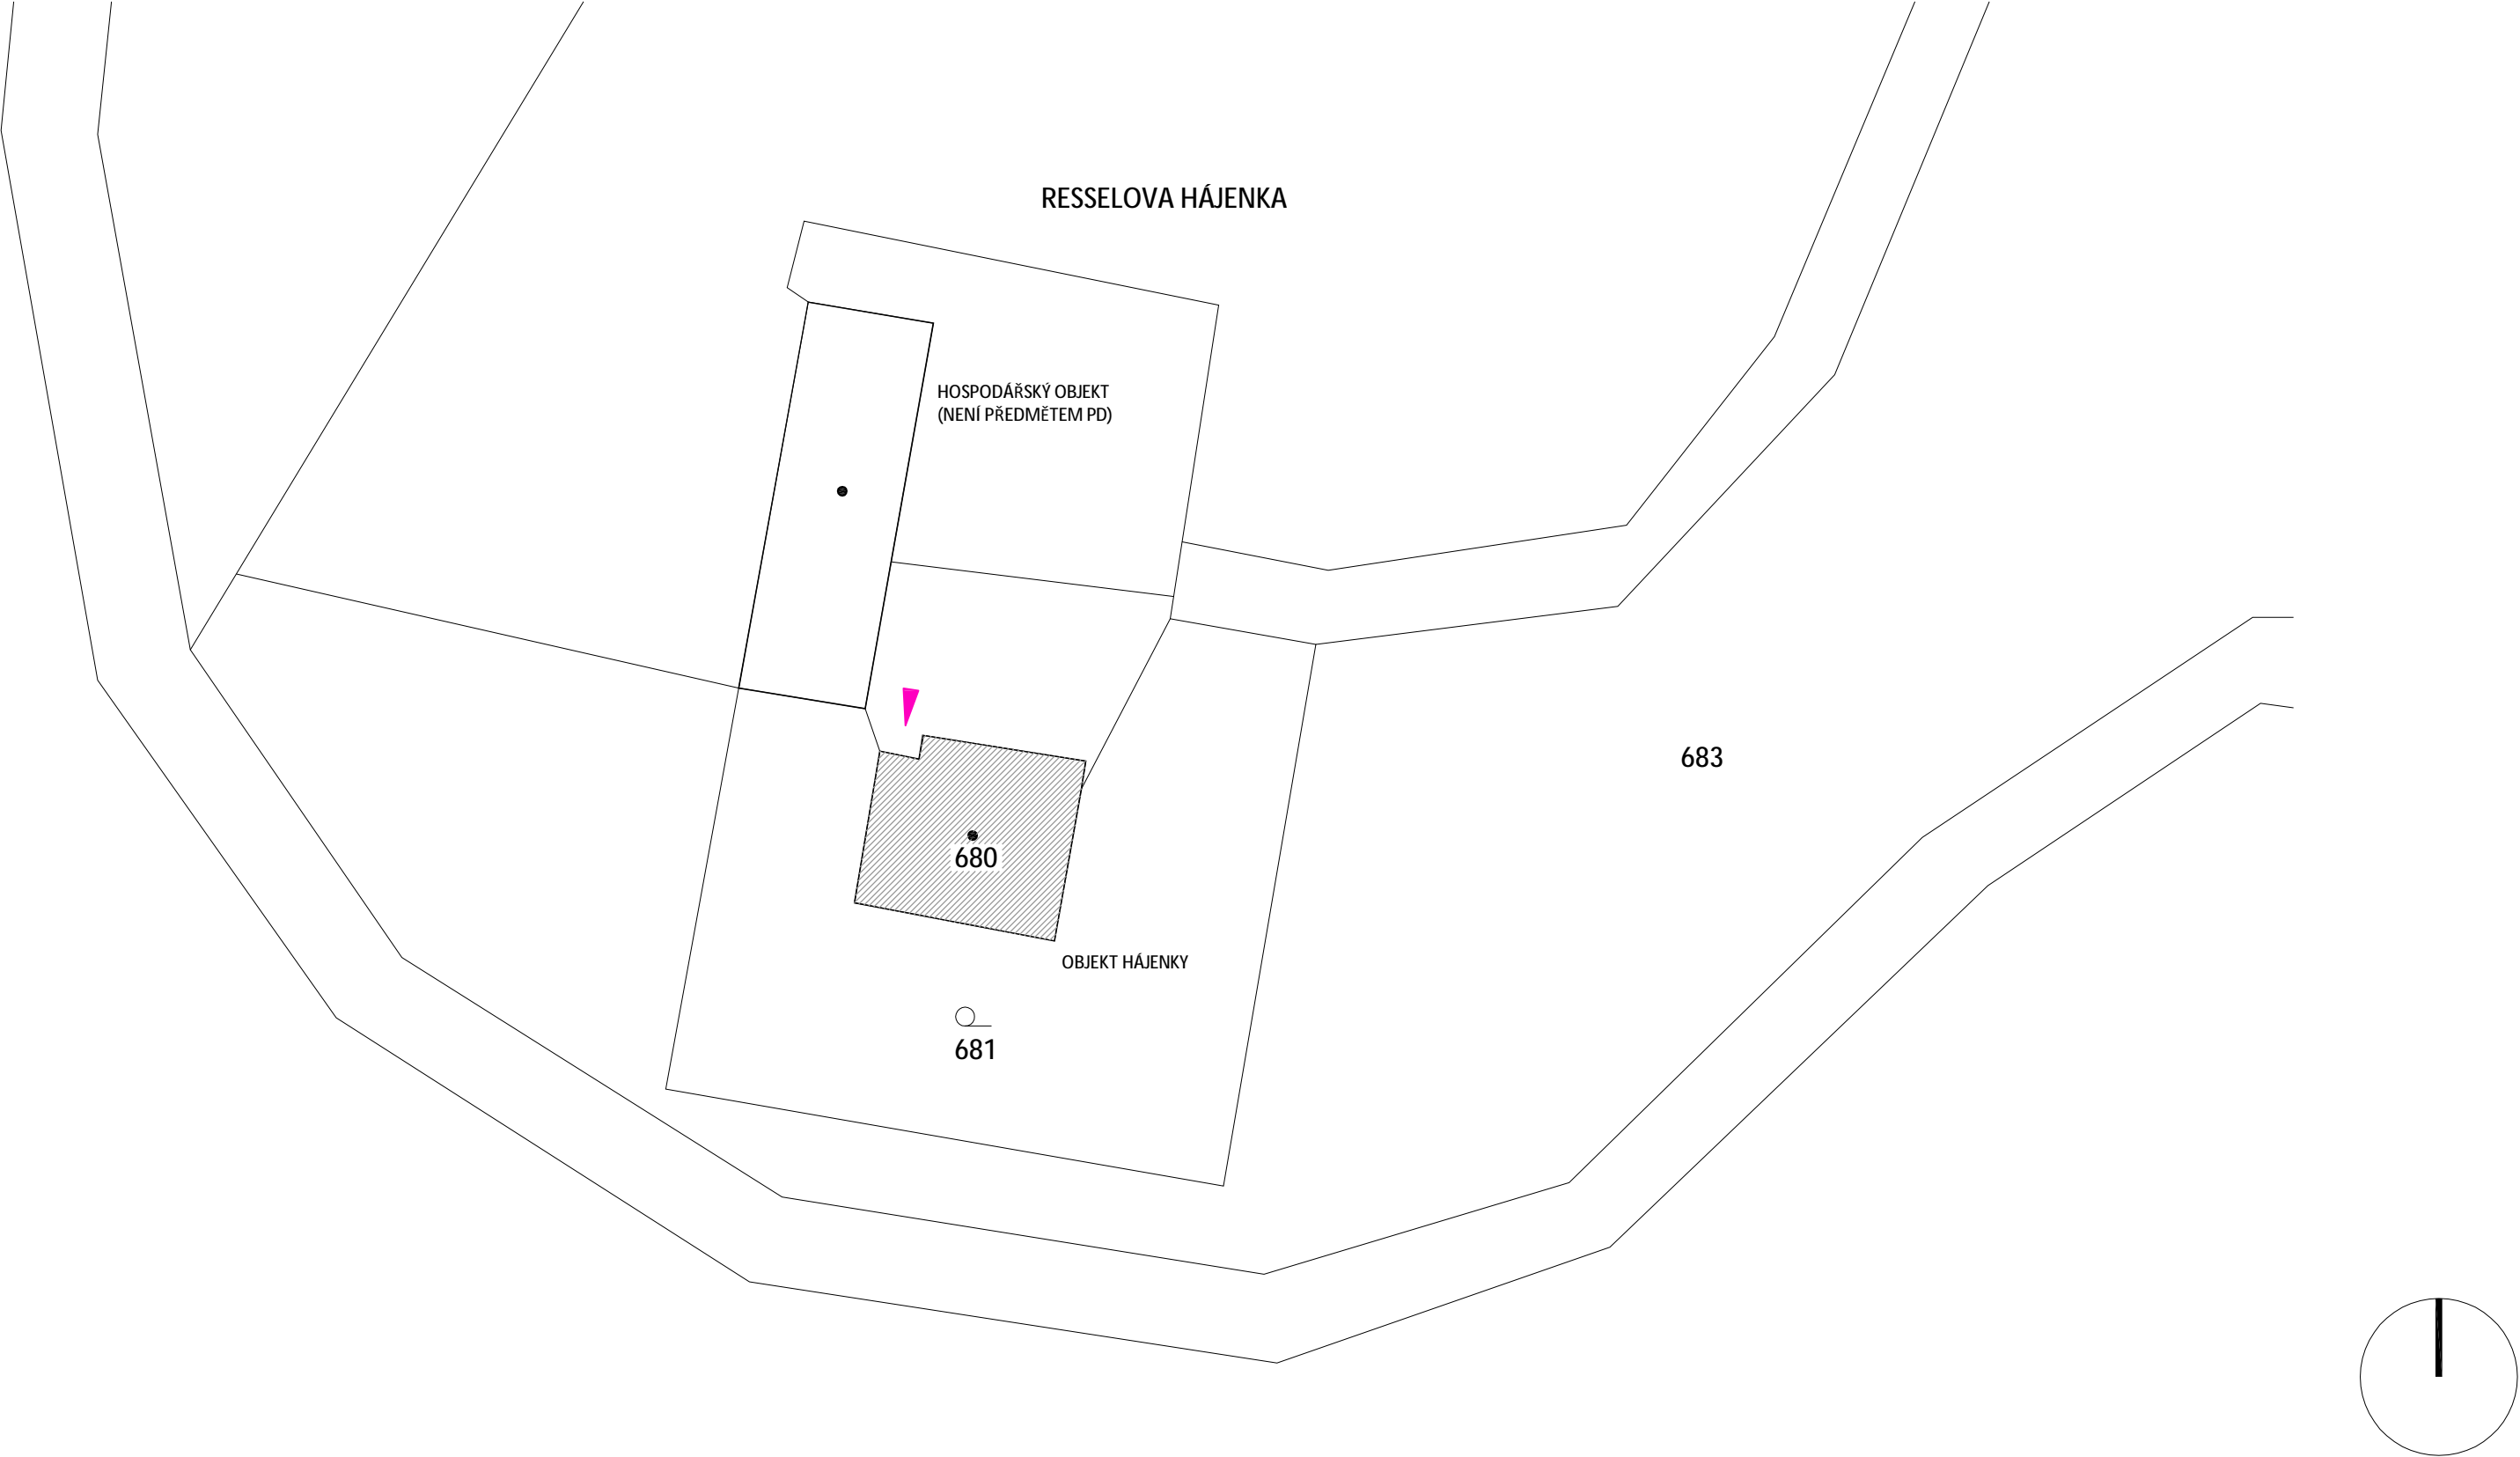 RESSELOVA HÁJENKA
HOSPODÁŘSKÝ OBJEKT
(NENÍ PŘEDMĚTEM PD)
683
680
OBJEKT HÁJENKY
681